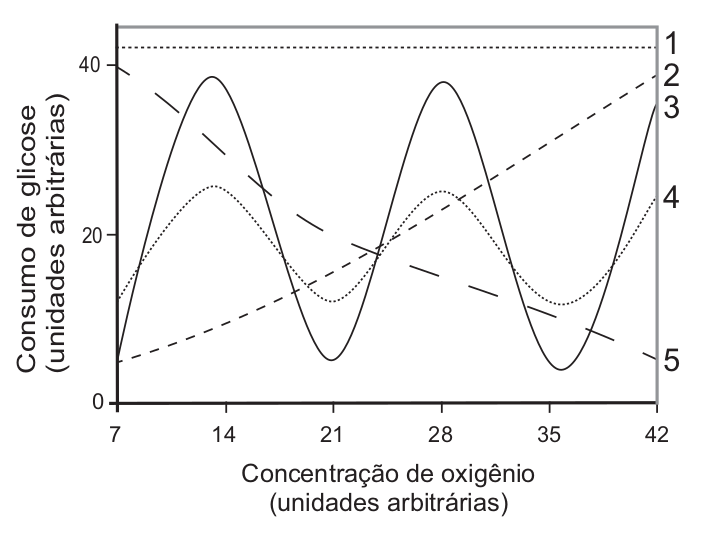 Consumo de glicose
(unidades arbitrárias)
40
20
0
7 14 21 28 35 42
1
2
3
4
5
Concentração de oxigênio
(unidades arbitrárias)